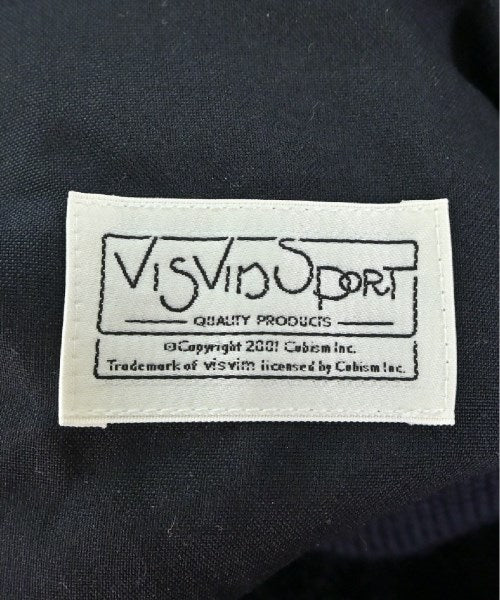 VISVIM SPORT
QUALITY PRODUCTS
©Copyright 2001 Cubism Inc.
Trademark of visvim licensed by Cubism Inc.